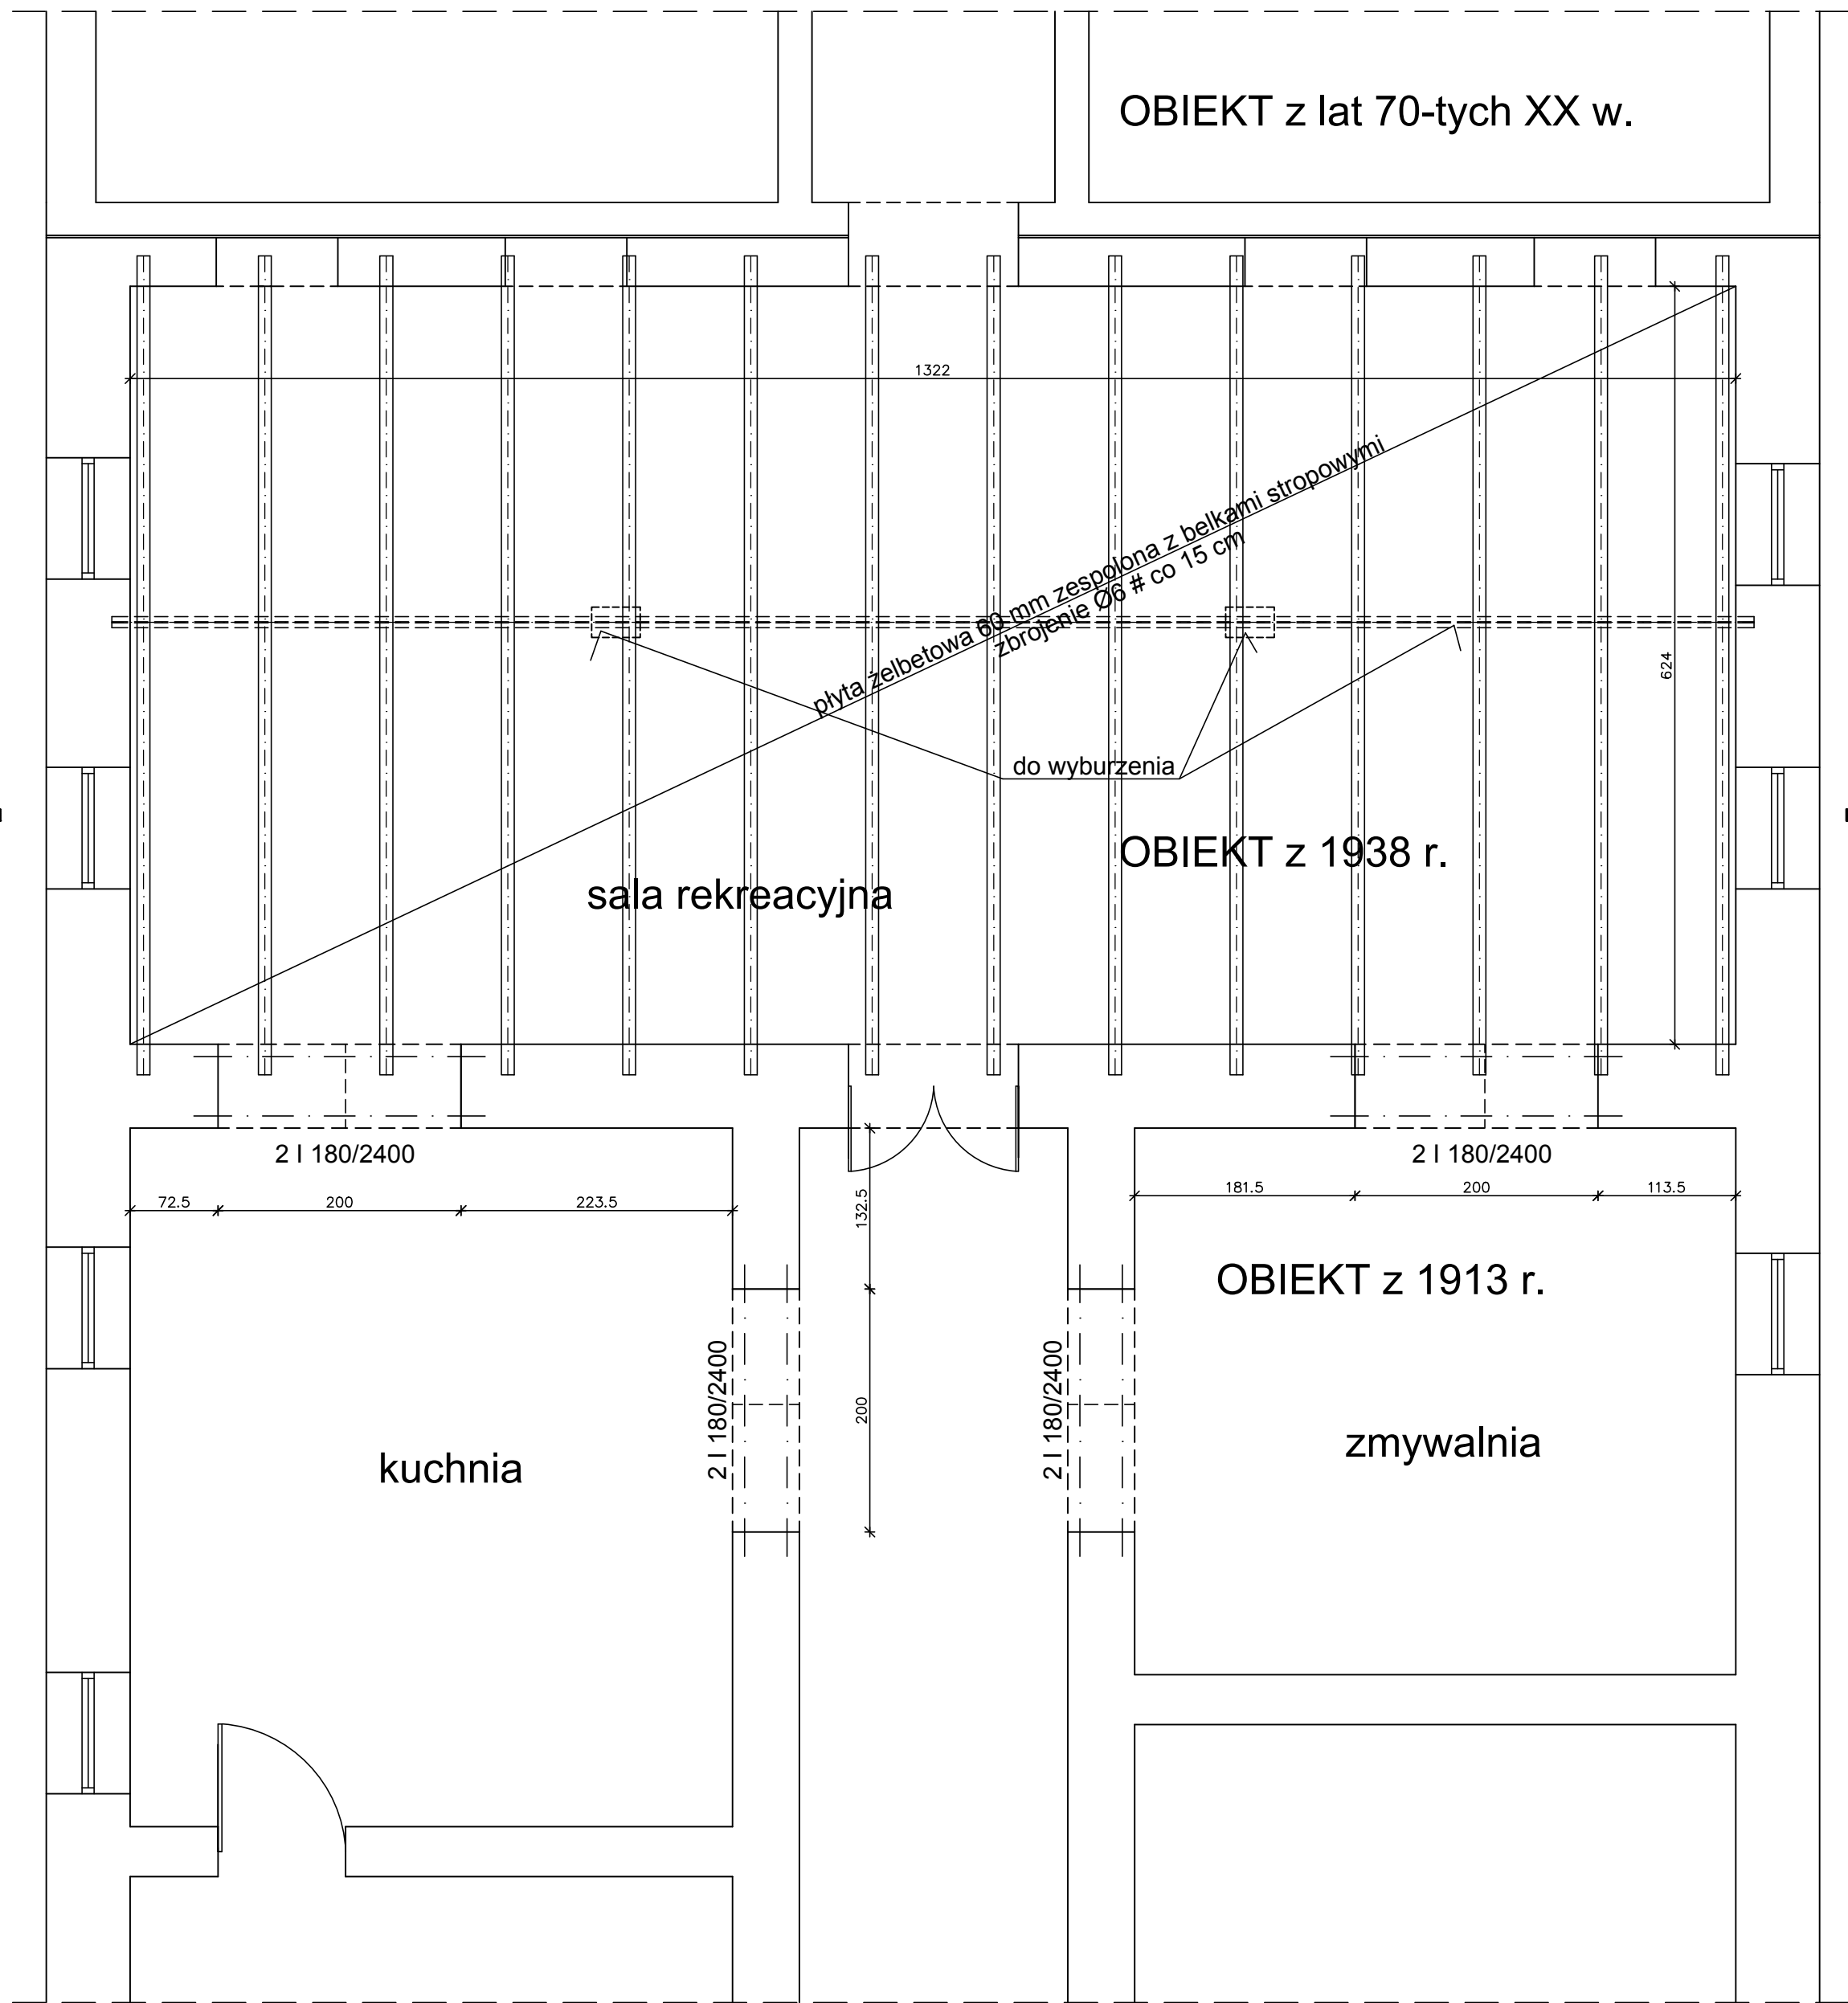 OBIEKT z lat 70-tych XX w.
1322
płyta żelbetowa 60 mm zespolona z belkami stropowymi
zbrojenie Ø6 # co 15 cm
624
do wyburzenia
OBIEKT z 1938 r.
sala rekreacyjna
2 I 180/2400
2 I 180/2400
72.5
200
223.5
132.5
181.5
200
113.5
OBIEKT z 1913 r.
2 I 180/2400
200
2 I 180/2400
kuchnia
zmywalnia